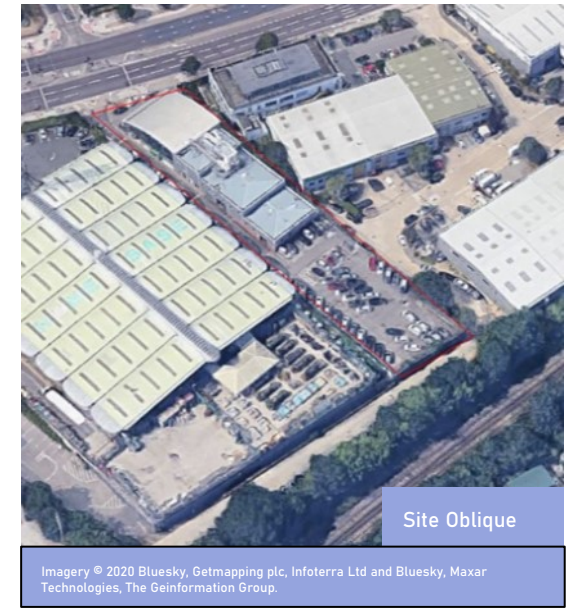 Site Oblique
Imagery © 2020 Bluesky, Getmapping plc, Infoterra Ltd and Bluesky, Maxar
Technologies, The Geinformation Group.